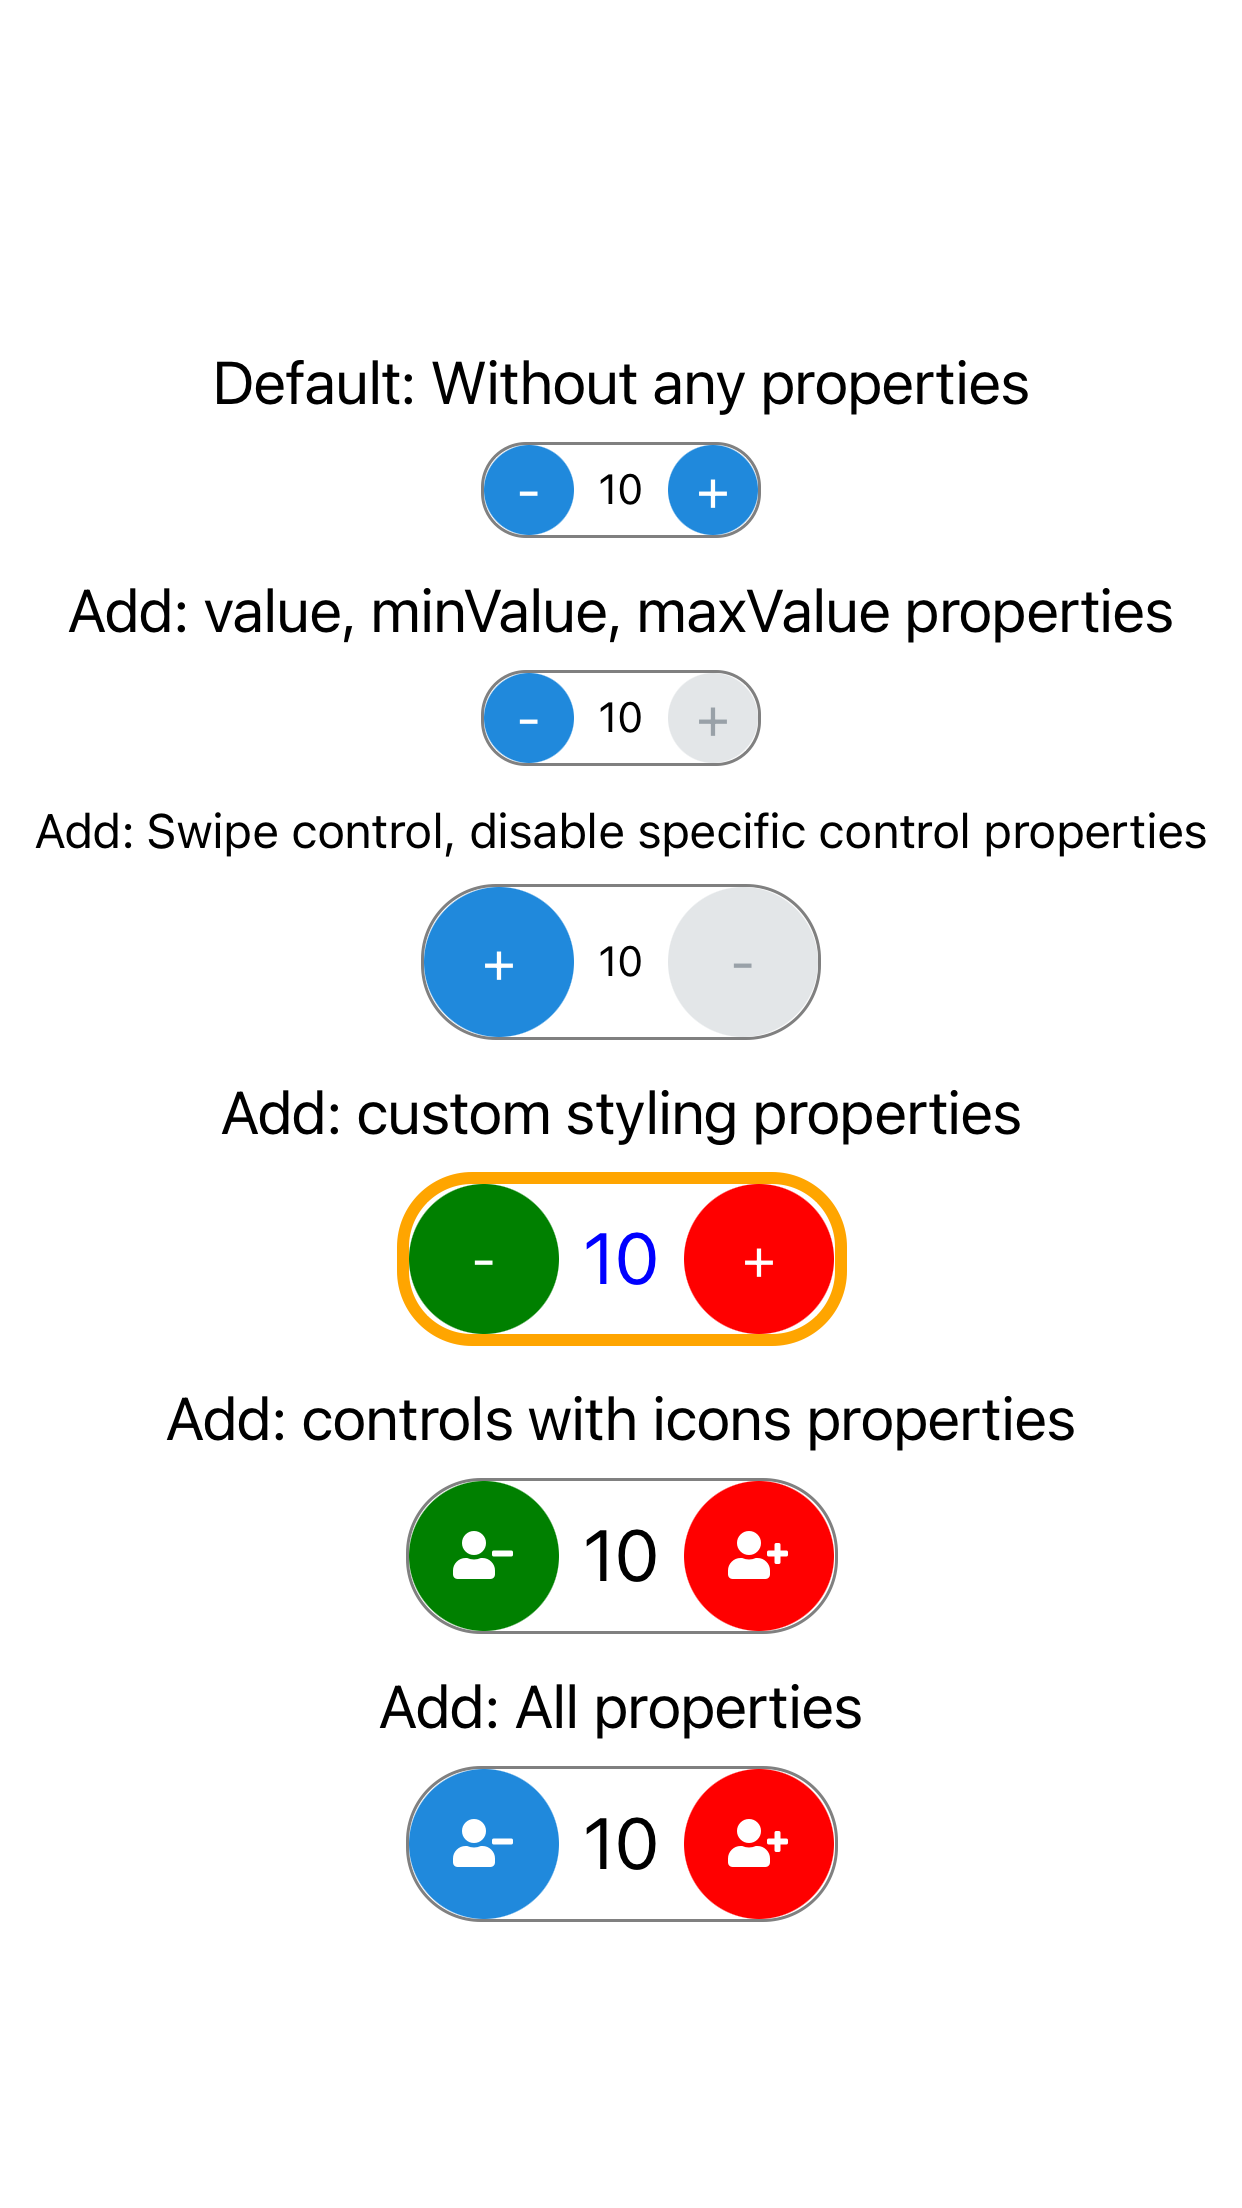 Default: Without any properties
- 10 +
Add: value, minValue, maxValue properties
- 10 +
Add: Swipe control, disable specific control properties
+ 10 -
Add: custom styling properties
- 10 +
Add: controls with icons properties
10
Add: All properties
10